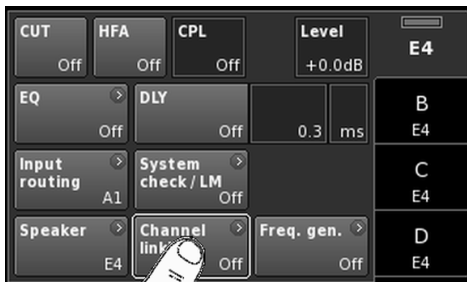 CUT HFA CPL Level
Off Off Off +0.0dB
E4
EQ DLY
Off Off 0.3 ms
B
E4
Input routing
A1
System check / LM
Off
C
E4
Speaker
E4
Channel link
Off
Freq. gen.
Off
D
E4